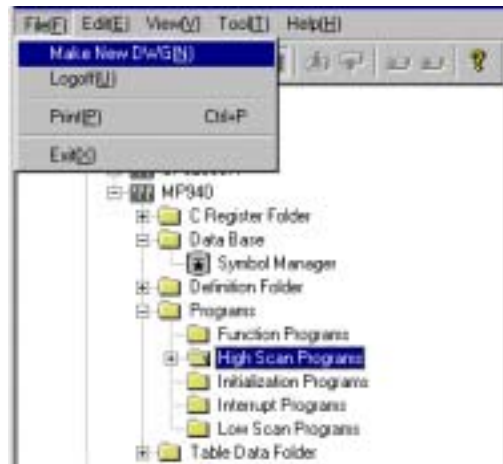 File(F) Edit(E) View(V) Tool(T) Help(H)
Make New DWG(N)
Logoff(U)
Print(P) Ctrl+P
Exit(X)
MP940
C Register Folder
Data Base
Symbol Manager
Definition Folder
Programs
Function Programs
High Scan Programs
Initialization Programs
Interrupt Programs
Low Scan Programs
Table Data Folder